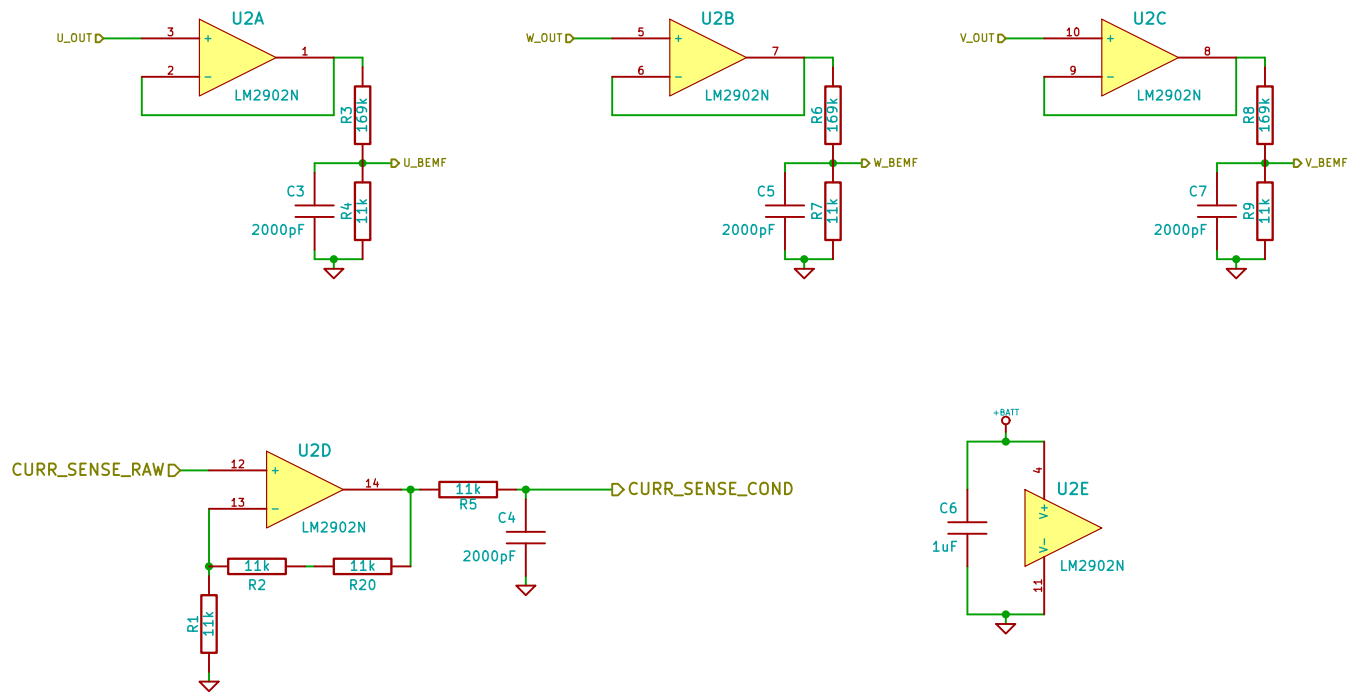 U2A
U_OUT
3
+
1
2
−
LM2902N
R3
169k
U_BEMF
C3
2000pF
R4
11k
U2B
W_OUT
5
+
7
6
−
LM2902N
R6
169k
W_BEMF
C5
2000pF
R7
11k
U2C
V_OUT
10
+
8
9
−
LM2902N
R8
169k
V_BEMF
C7
2000pF
R9
11k
U2D
CURR_SENSE_RAW
12
+
14
13
−
LM2902N
11k
R5
CURR_SENSE_COND
C4
2000pF
11k
R2
11k
R20
R1
11k
+BATT
4
U2E
V+
C6
1uF
V−
LM2902N
11